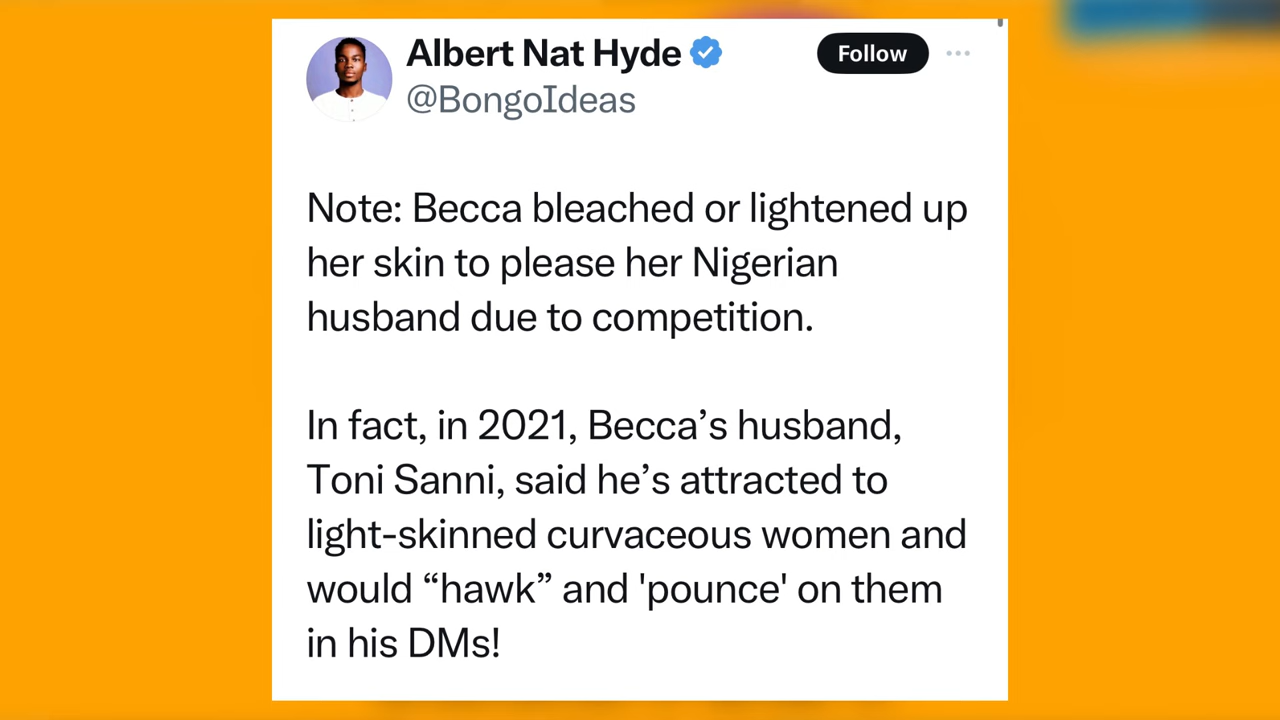 Albert Nat Hyde
Follow
@BongoIdeas
Note: Becca bleached or lightened up
her skin to please her Nigerian
husband due to competition.
In fact, in 2021, Becca’s husband,
Toni Sanni, said he’s attracted to
light-skinned curvaceous women and
would “hawk” and 'pounce' on them
in his DMs!